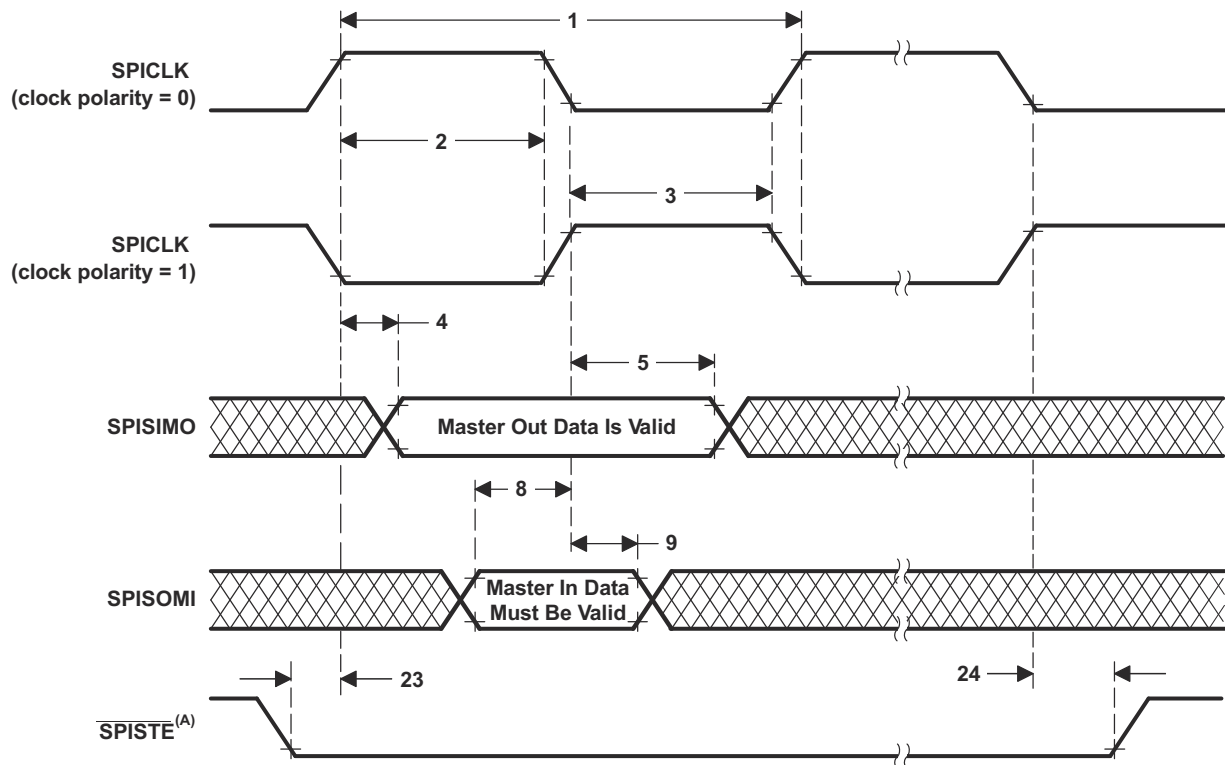 1
SPICLK
(clock polarity = 0)
2
3
SPICLK
(clock polarity = 1)
4
5
SPISIMO
Master Out Data Is Valid
8
9
SPISOMI
Master In Data
Must Be Valid
23
24
SPISTE(A)